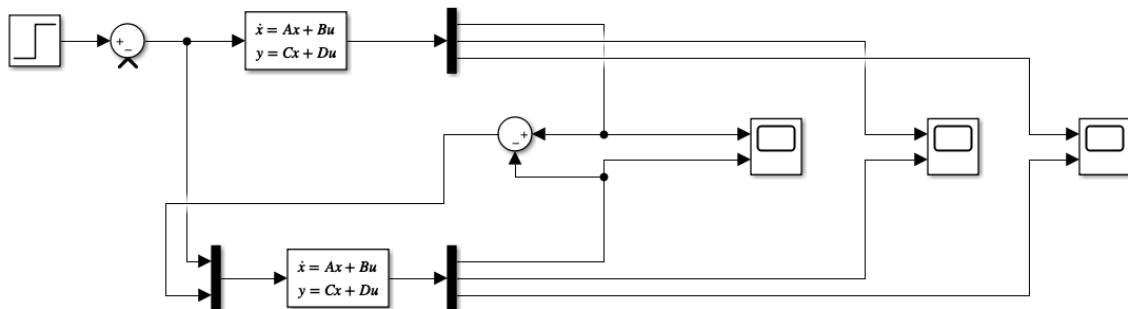 +
−
ẋ = Ax + Bu
y = Cx + Du
−
+
ẋ = Ax + Bu
y = Cx + Du